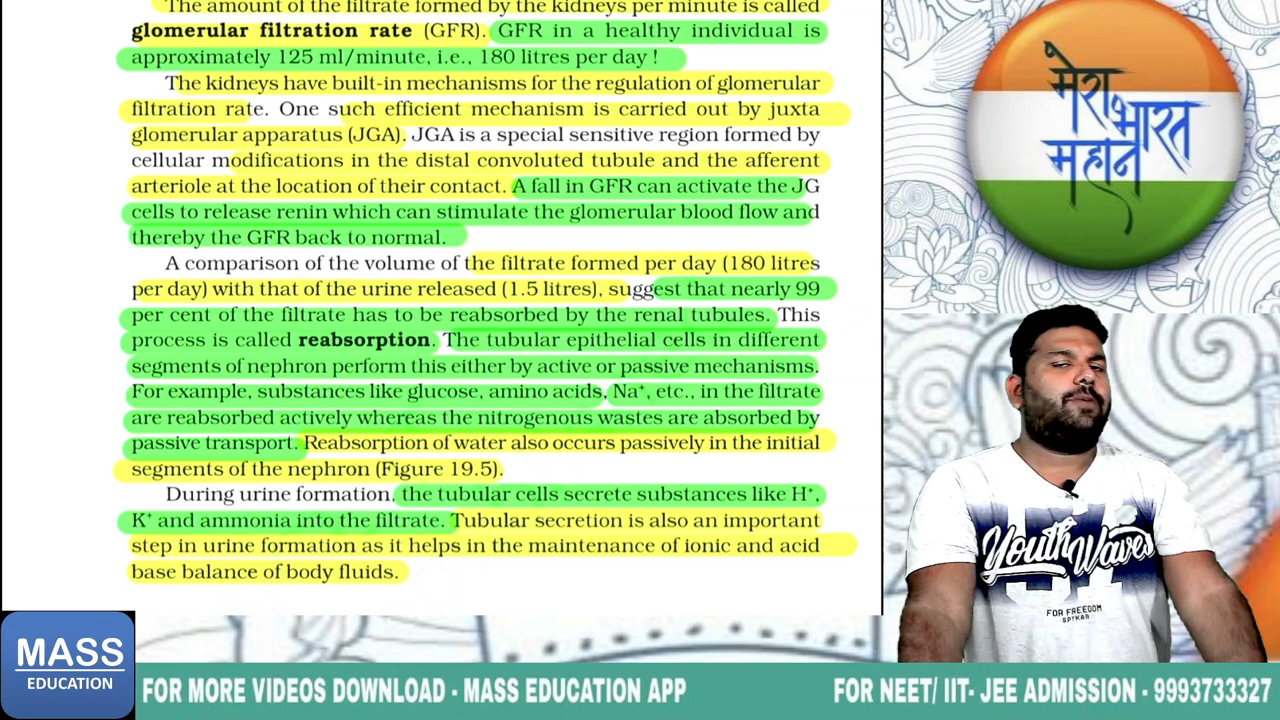 The amount of the filtrate formed by the kidneys per minute is called
glomerular filtration rate (GFR). GFR in a healthy individual is
approximately 125 ml/minute, i.e., 180 litres per day !
The kidneys have built-in mechanisms for the regulation of glomerular
filtration rate. One such efficient mechanism is carried out by juxta
glomerular apparatus (JGA). JGA is a special sensitive region formed by
cellular modifications in the distal convoluted tubule and the afferent
arteriole at the location of their contact. A fall in GFR can activate the JG
cells to release renin which can stimulate the glomerular blood flow and
thereby the GFR back to normal.
A comparison of the volume of the filtrate formed per day (180 litres
per day) with that of the urine released (1.5 litres), suggest that nearly 99
per cent of the filtrate has to be reabsorbed by the renal tubules. This
process is called reabsorption. The tubular epithelial cells in different
segments of nephron perform this either by active or passive mechanisms.
For example, substances like glucose, amino acids, Na⁺, etc., in the filtrate
are reabsorbed actively whereas the nitrogenous wastes are absorbed by
passive transport. Reabsorption of water also occurs passively in the initial
segments of the nephron (Figure 19.5).
During urine formation, the tubular cells secrete substances like H⁺,
K⁺ and ammonia into the filtrate. Tubular secretion is also an important
step in urine formation as it helps in the maintenance of ionic and acid
base balance of body fluids.
मेरा
भारत
महान
Youth Waves
FOR FREEDOM
MASS
EDUCATION
FOR MORE VIDEOS DOWNLOAD - MASS EDUCATION APP
FOR NEET/ IIT- JEE ADMISSION - 9993733327